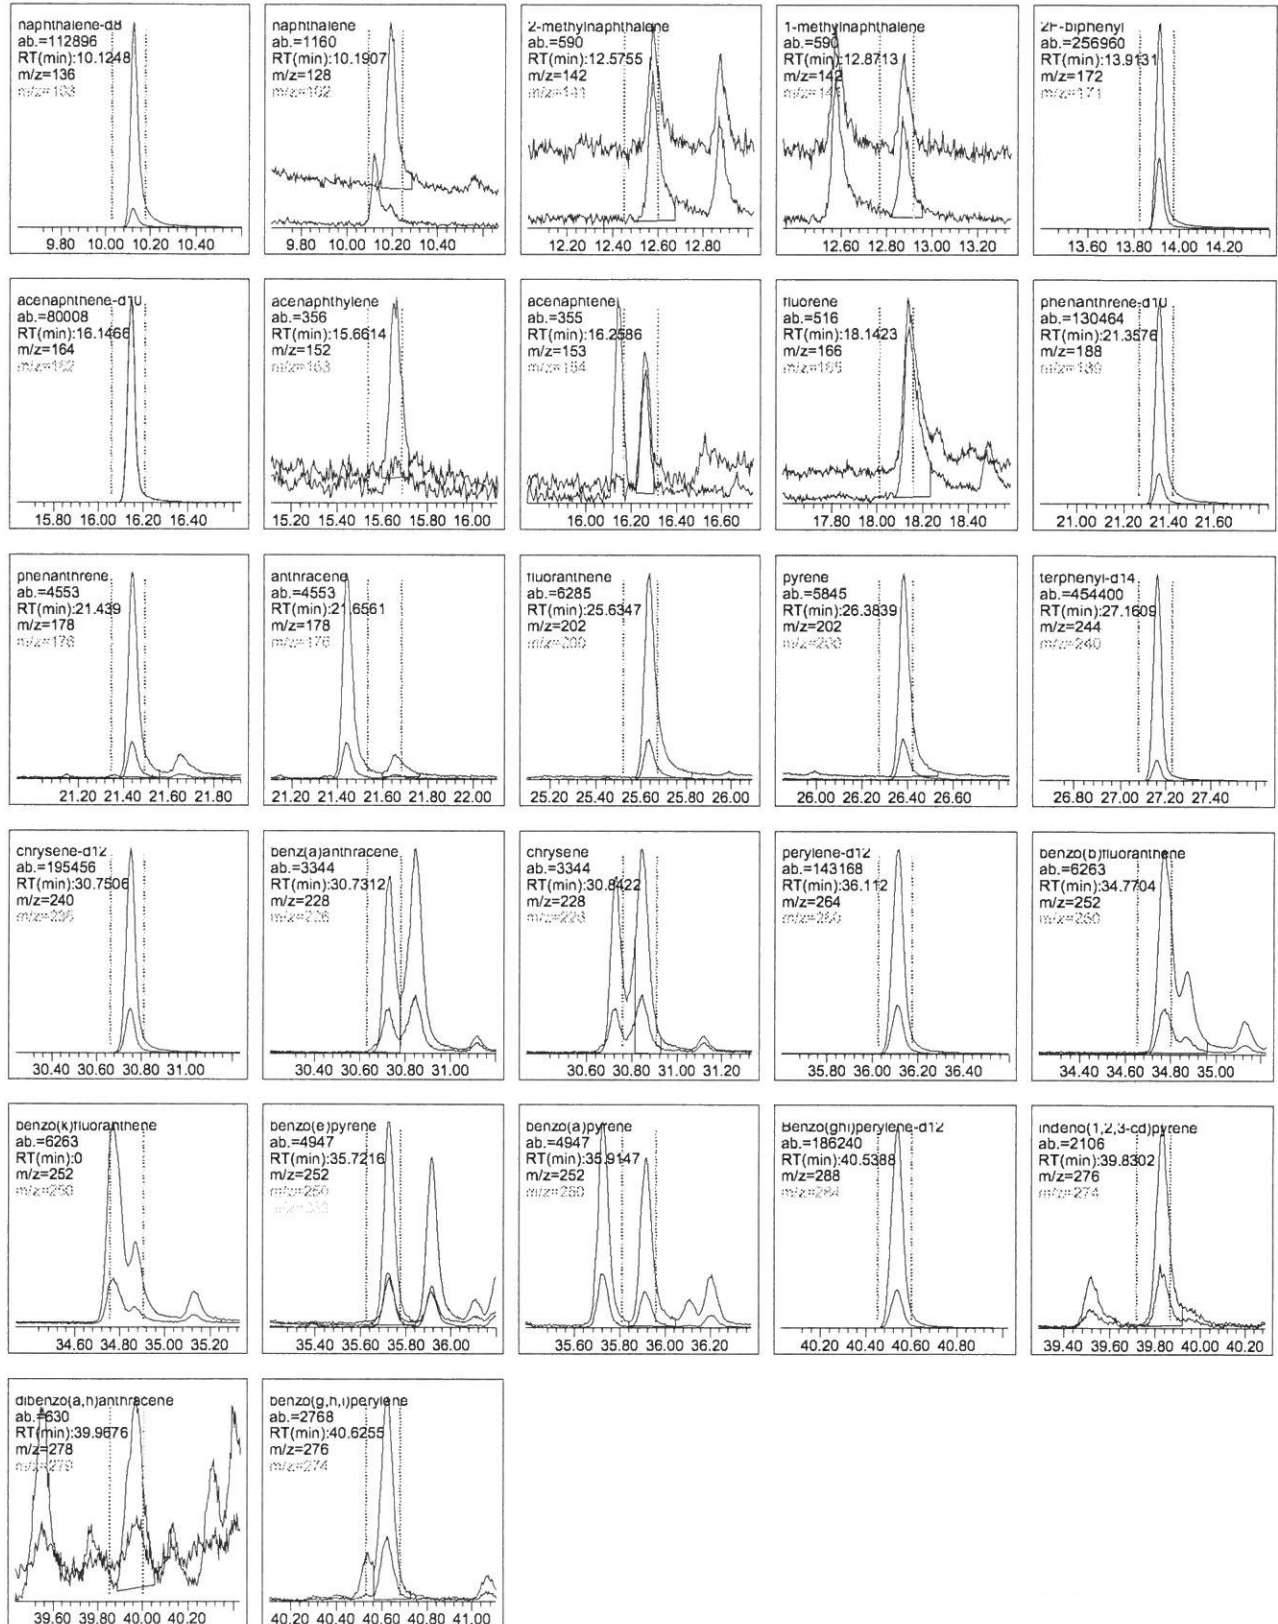 naphthalene-d8
ab.=112896
RT(min):10.1248
m/z=136
9.80 10.00 10.20 10.40
naphthalene
ab.=1160
RT(min):10.1907
m/z=128
m/z=102
9.80 10.00 10.20 10.40
2-methylnaphthalene
ab.=590
RT(min):12.5755
m/z=142
m/z=141
12.20 12.40 12.60 12.80
1-methylnaphthalene
ab.=590
RT(min):12.8713
m/z=142
12.60 12.80 13.00 13.20
2F-biphenyl
ab.=256960
RT(min):13.9131
m/z=172
m/z=171
13.60 13.80 14.00 14.20
acenaphthene-d10
ab.=80008
RT(min):16.1466
m/z=164
m/z=162
15.80 16.00 16.20 16.40
acenaphthylene
ab.=356
RT(min):15.6614
m/z=152
m/z=153
15.20 15.40 15.60 15.80 16.00
acenaphtene
ab.=355
RT(min):16.2586
m/z=153
m/z=154
16.00 16.20 16.40 16.60
fluorene
ab.=516
RT(min):18.1423
m/z=166
m/z=165
17.80 18.00 18.20 18.40
phenanthrene-d10
ab.=130464
RT(min):21.3576
m/z=188
m/z=189
21.00 21.20 21.40 21.60
phenanthrene
ab.=4553
RT(min):21.439
m/z=178
m/z=176
21.20 21.40 21.60 21.80
anthracene
ab.=4553
RT(min):21.6561
m/z=178
m/z=176
21.20 21.40 21.60 21.80 22.00
fluoranthene
ab.=6285
RT(min):25.6347
m/z=202
m/z=200
25.20 25.40 25.60 25.80 26.00
pyrene
ab.=5845
RT(min):26.3839
m/z=202
m/z=200
26.00 26.20 26.40 26.60
terphenyl-d14
ab.=454400
RT(min):27.1609
m/z=244
m/z=240
26.80 27.00 27.20 27.40
chrysene-d12
ab.=195456
RT(min):30.7506
m/z=240
m/z=236
30.40 30.60 30.80 31.00
benz(a)anthracene
ab.=3344
RT(min):30.7312
m/z=228
m/z=226
30.40 30.60 30.80 31.00
chrysene
ab.=3344
RT(min):30.8422
m/z=228
m/z=226
30.60 30.80 31.00 31.20
perylene-d12
ab.=143168
RT(min):36.112
m/z=264
m/z=260
35.80 36.00 36.20 36.40
benzo(b)fluoranthene
ab.=6263
RT(min):34.7704
m/z=252
m/z=250
34.40 34.60 34.80 35.00
benzo(k)fluoranthene
ab.=6263
RT(min):0
m/z=252
m/z=250
34.60 34.80 35.00 35.20
benzo(e)pyrene
ab.=4947
RT(min):35.7216
m/z=252
m/z=250
35.40 35.60 35.80 36.00
benzo(a)pyrene
ab.=4947
RT(min):35.9147
m/z=252
m/z=250
35.60 35.80 36.00 36.20
Benzo(ghi)perylene-d12
ab.=186240
RT(min):40.5388
m/z=288
m/z=284
40.20 40.40 40.60 40.80
indeno(1,2,3-cd)pyrene
ab.=2106
RT(min):39.8302
m/z=276
m/z=274
39.40 39.60 39.80 40.00 40.20
dibenzo(a,h)anthracene
ab.=630
RT(min):39.9676
m/z=278
m/z=279
39.60 39.80 40.00 40.20
benzo(g,h,i)perylene
ab.=2768
RT(min):40.6255
m/z=276
m/z=274
40.20 40.40 40.60 40.80 41.00